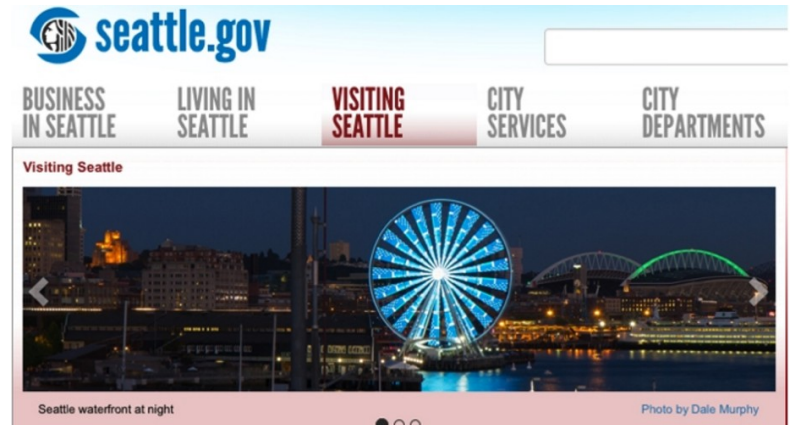 seattle.gov
BUSINESS
IN SEATTLE
LIVING IN
SEATTLE
VISITING
SEATTLE
CITY
SERVICES
CITY
DEPARTMENTS
Visiting Seattle
Seattle waterfront at night
Photo by Dale Murphy